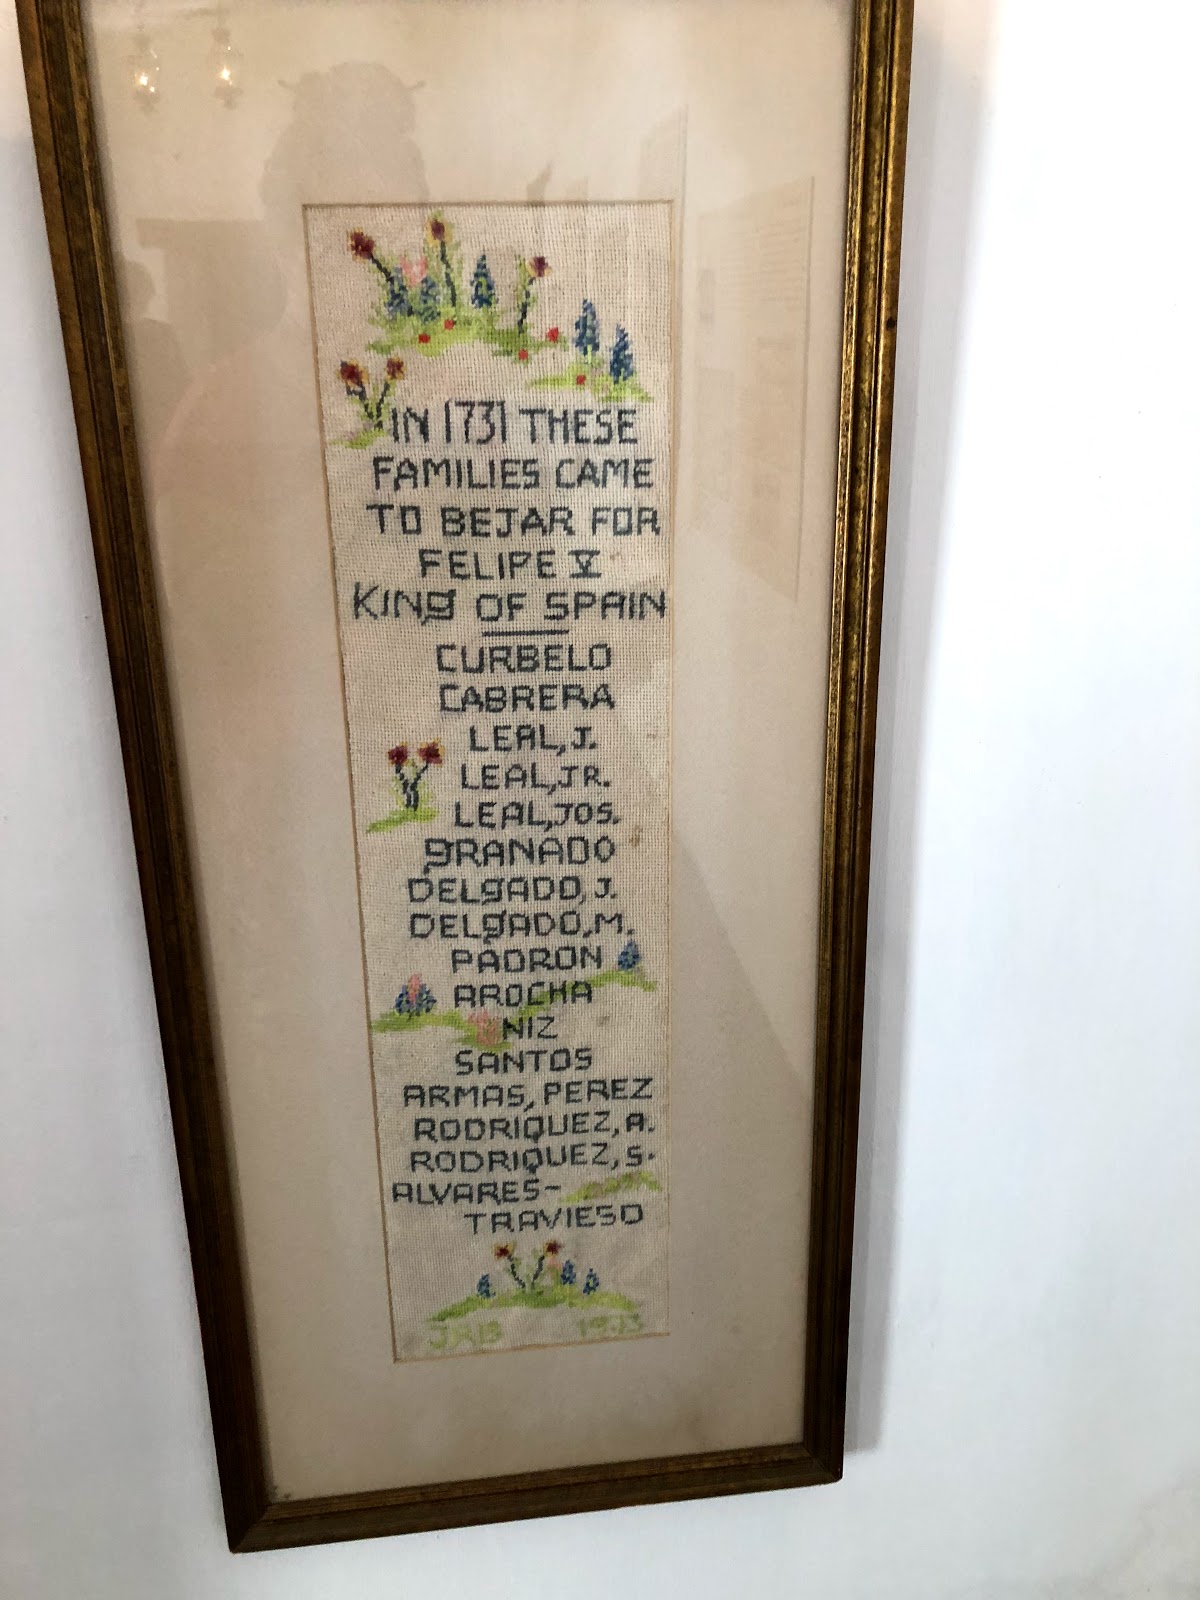 IN 1731 THESE
FAMILIES CAME
TO BEJAR FOR
FELIPE V
KING OF SPAIN
CURBELO
CABRERA
LEAL, J.
LEAL, JR.
LEAL, JOS.
GRANADO
DELGADO, J.
DELGADO, M.
PADRON
AROCHA
NIZ
SANTOS
ARMAS, PEREZ
RODRIQUEZ, A.
RODRIQUEZ, S.
ALVARES-
TRAVIESO
JRB